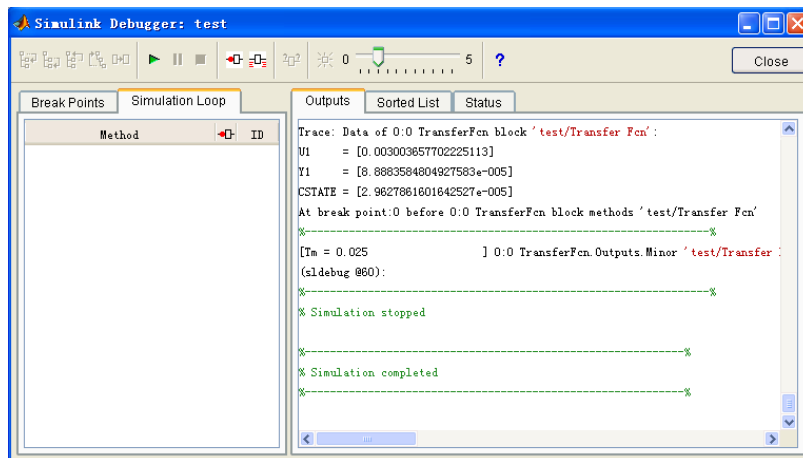 Simulink Debugger: test
0 5 ? Close
Break Points Simulation Loop
Method ID
Outputs Sorted List Status
Trace: Data of 0:0 TransferFcn block 'test/Transfer Fcn':
U1 = [0.003003657702225113]
Y1 = [8.8883584804927583e-005]
CSTATE = [2.9627861601642527e-005]
At break point:0 before 0:0 TransferFcn block methods 'test/Transfer Fcn'
%----------------------------------------------------------------%
[Tm = 0.025 ] 0:0 TransferFcn.Outputs.Minor 'test/Transfer
(sldebug @60):
%----------------------------------------------------------------%
% Simulation stopped
%------------------------------------------------------------%
% Simulation completed
%------------------------------------------------------------%